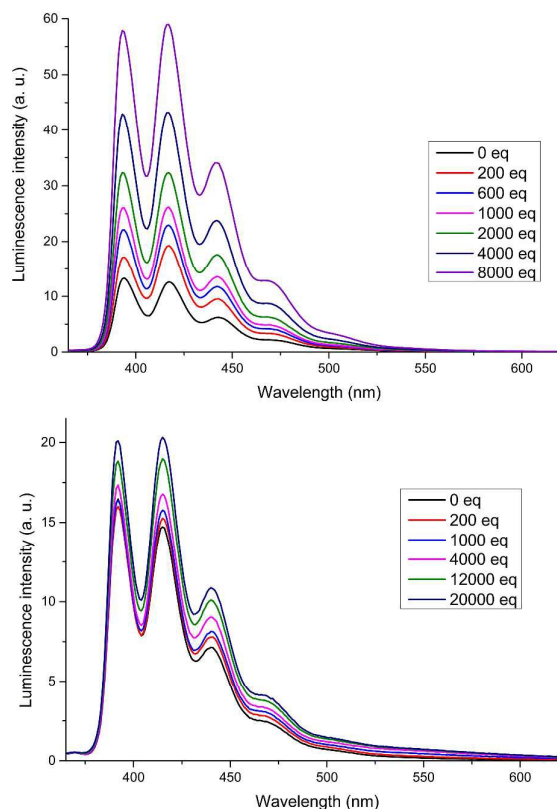 Luminescence intensity (a. u.)
60
50
40
30
20
10
0
0 eq
200 eq
600 eq
1000 eq
2000 eq
4000 eq
8000 eq
400
450
500
550
600
Wavelength (nm)
Luminescence intensity (a. u.)
20
15
10
5
0
0 eq
200 eq
1000 eq
4000 eq
12000 eq
20000 eq
400
450
500
550
600
Wavelength (nm)